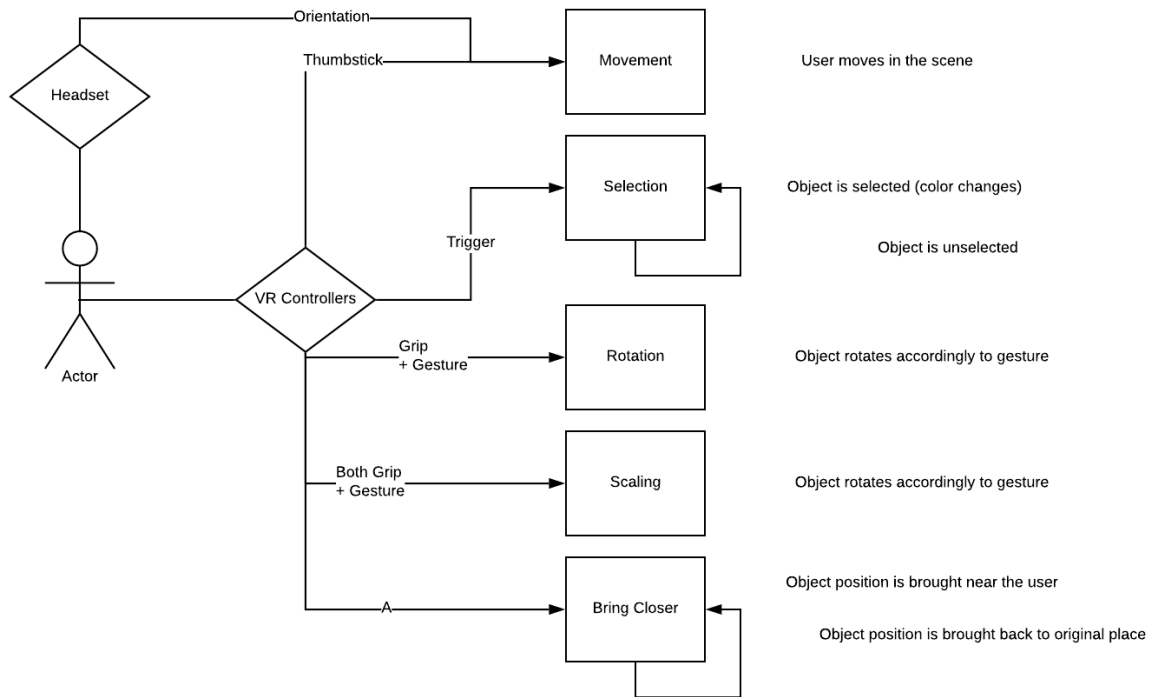 Orientation
Thumbstick
Movement
User moves in the scene
Headset
Selection
Object is selected (color changes)
Trigger
Object is unselected
VR Controllers
Actor
Grip
+ Gesture
Rotation
Object rotates accordingly to gesture
Both Grip
+ Gesture
Scaling
Object rotates accordingly to gesture
A
Bring Closer
Object position is brought near the user
Object position is brought back to original place